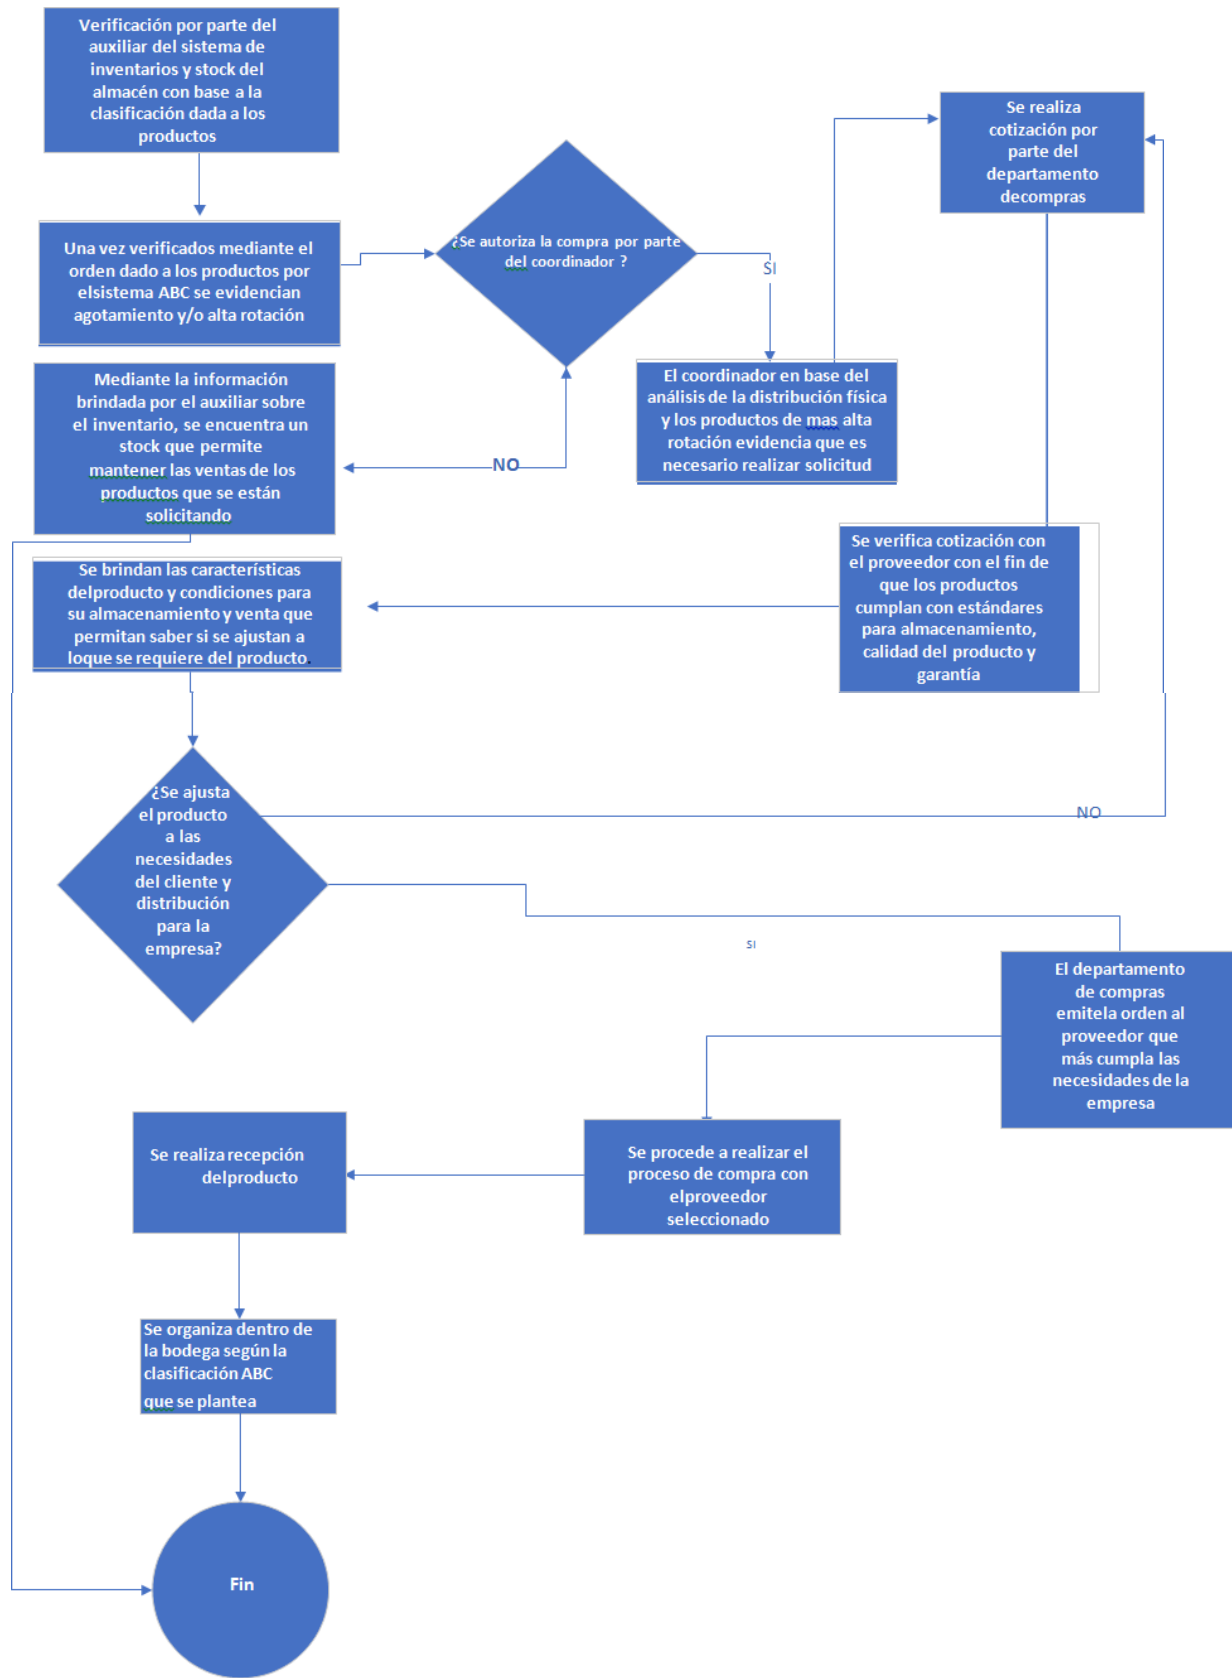 Verificación por parte del
auxiliar del sistema de
inventarios y stock del
almacén con base a la
clasificación dada a los
productos
Una vez verificados mediante el
orden dado a los productos por
elsistema ABC se evidencian
agotamiento y/o alta rotación
¿Se autoriza la compra por parte
del coordinador ?
SI
NO
Se realiza
cotización por
parte del
departamento
decompras
Mediante la información
brindada por el auxiliar sobre
el inventario, se encuentra un
stock que permite
mantener las ventas de los
productos que se están
solicitando
El coordinador en base del
análisis de la distribución física
y los productos de mas alta
rotación evidencia que es
necesario realizar solicitud
Se verifica cotización con
el proveedor con el fin de
que los productos
cumplan con estándares
para almacenamiento,
calidad del producto y
garantía
Se brindan las características
delproducto y condiciones para
su almacenamiento y venta que
permitan saber si se ajustan a
loque se requiere del producto.
¿Se ajusta
el producto
a las
necesidades
del cliente y
distribución
para la
empresa?
NO
SI
El departamento
de compras
emitela orden al
proveedor que
más cumpla las
necesidades de la
empresa
Se procede a realizar el
proceso de compra con
elproveedor
seleccionado
Se realiza recepción
delproducto
Se organiza dentro de
la bodega según la
clasificación ABC
que se plantea
Fin